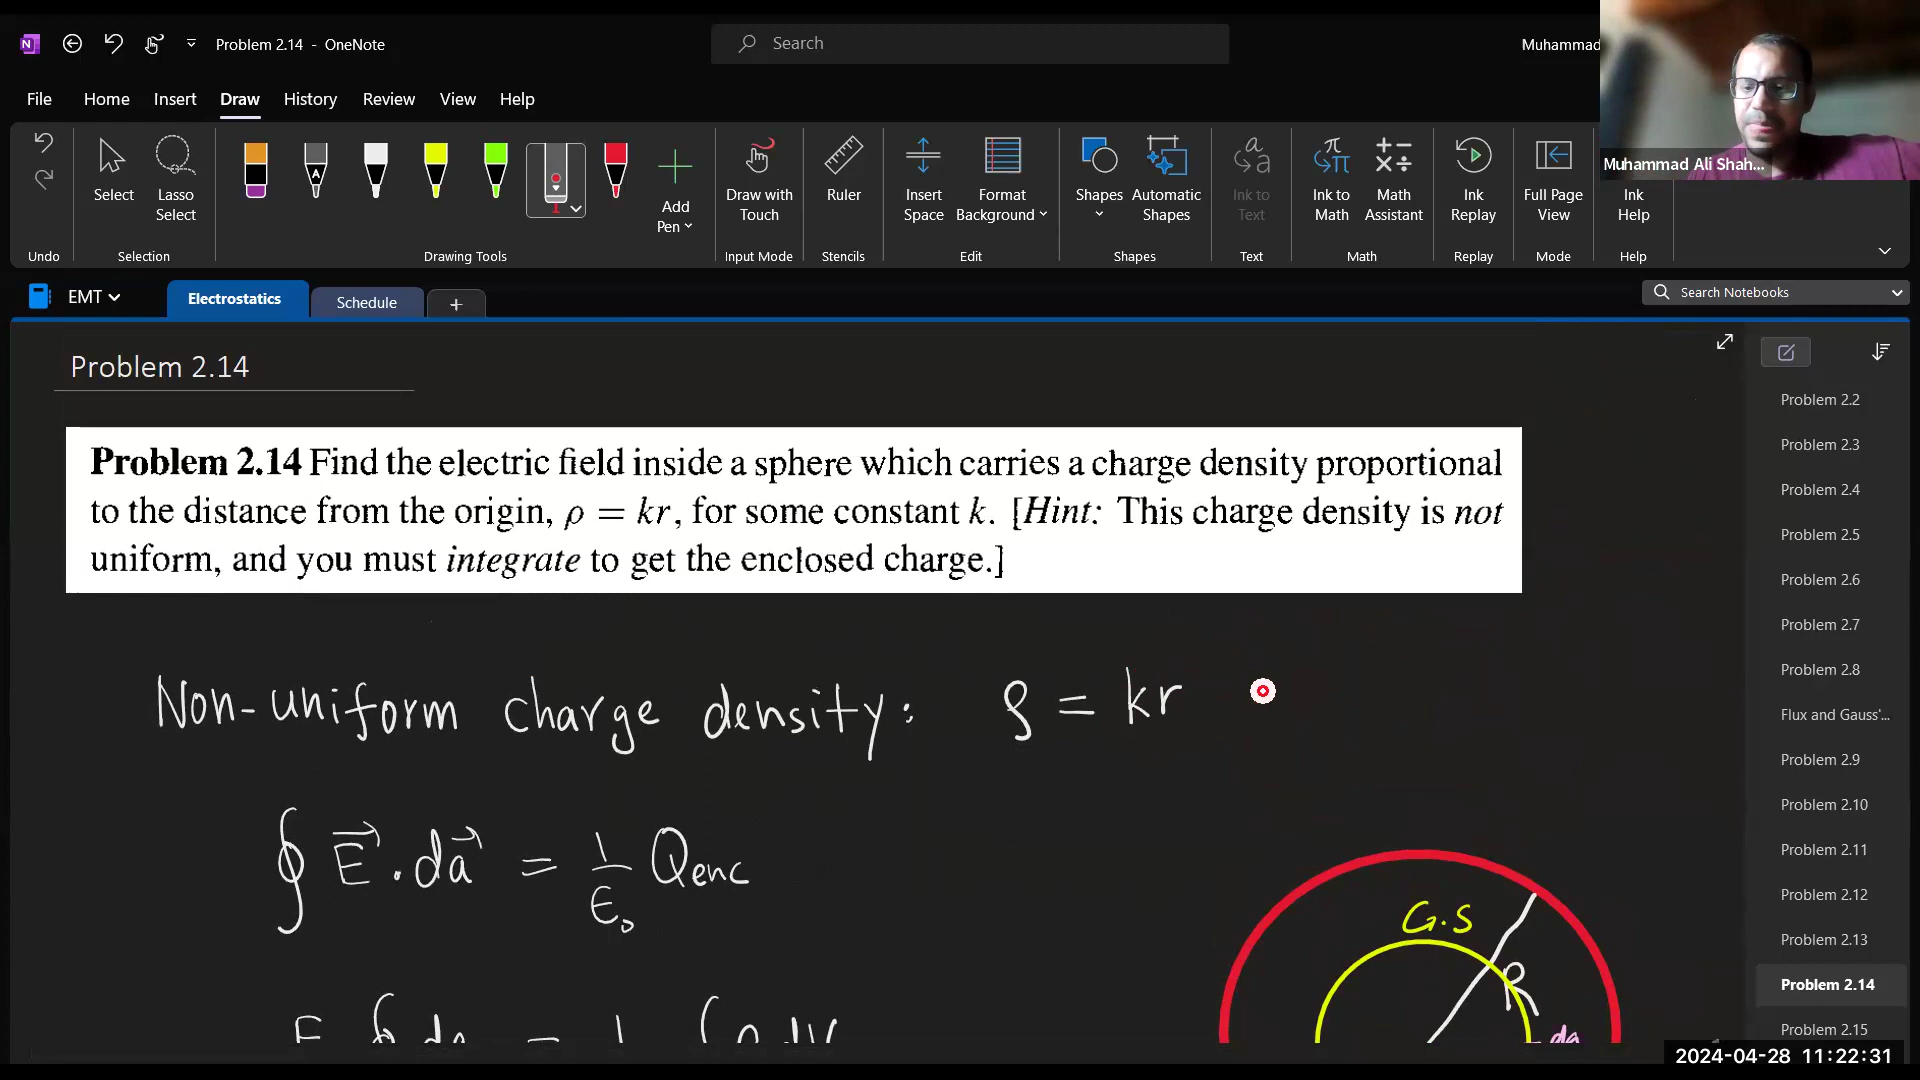 Problem 2.14 - OneNote
Search
Muhammad
Muhammad Ali Shah...
File Home Insert Draw History Review View Help
Undo
Select
Lasso Select
Selection
A
Add Pen
Drawing Tools
Draw with Touch
Input Mode
Ruler
Stencils
Insert Space
Format Background
Edit
Shapes
Automatic Shapes
Shapes
Ink to Text
Text
Ink to Math
Math Assistant
Math
Ink Replay
Replay
Full Page View
Mode
Ink Help
Help
EMT
Electrostatics
Schedule
+
Search Notebooks
Problem 2.14
Problem 2.14 Find the electric field inside a sphere which carries a charge density proportional
to the distance from the origin, ρ = kr, for some constant k. [Hint: This charge density is not
uniform, and you must integrate to get the enclosed charge.]
Non-uniform charge density: ρ = kr
∮ E⃗ . da⃗ = 1/ε₀ Qenc
G.S
R
da
E ∮ da = 1 ∫ρ dV
Problem 2.2
Problem 2.3
Problem 2.4
Problem 2.5
Problem 2.6
Problem 2.7
Problem 2.8
Flux and Gauss'...
Problem 2.9
Problem 2.10
Problem 2.11
Problem 2.12
Problem 2.13
Problem 2.14
Problem 2.15
2024-04-28 11:22:31